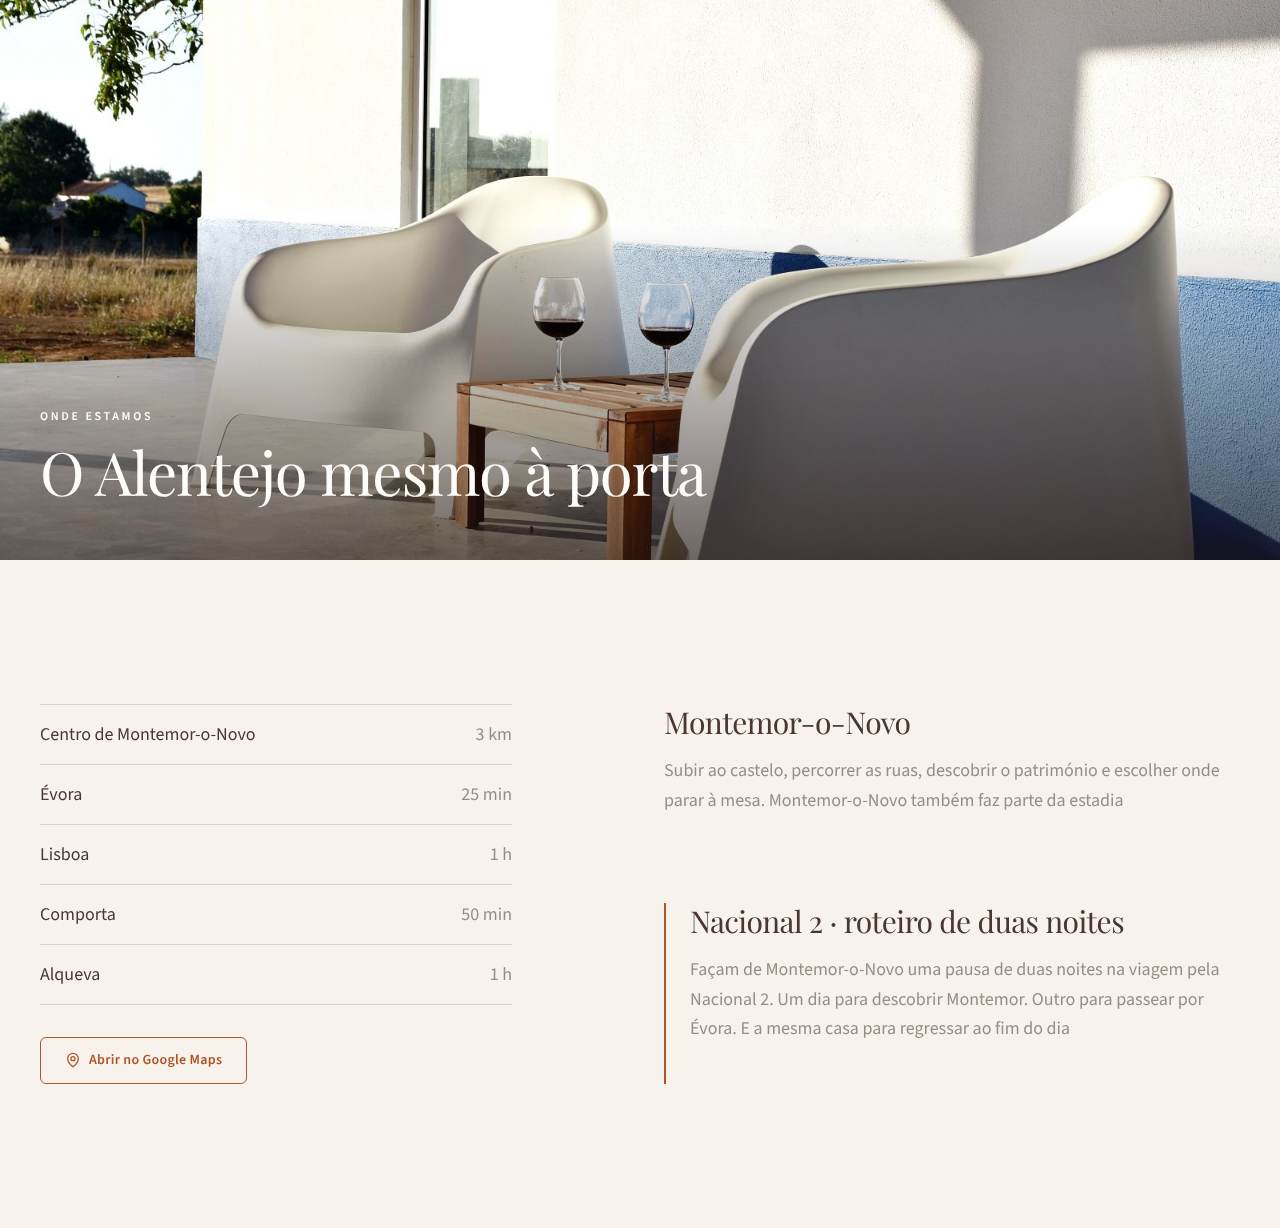 ONDE ESTAMOS
O Alentejo mesmo à porta
Centro de Montemor-o-Novo 3 km
Évora 25 min
Lisboa 1 h
Comporta 50 min
Alqueva 1 h
Abrir no Google Maps
Montemor-o-Novo
Subir ao castelo, percorrer as ruas, descobrir o património e escolher onde
parar à mesa. Montemor-o-Novo também faz parte da estadia
Nacional 2 · roteiro de duas noites
Façam de Montemor-o-Novo uma pausa de duas noites na viagem pela
Nacional 2. Um dia para descobrir Montemor. Outro para passear por
Évora. E a mesma casa para regressar ao fim do dia